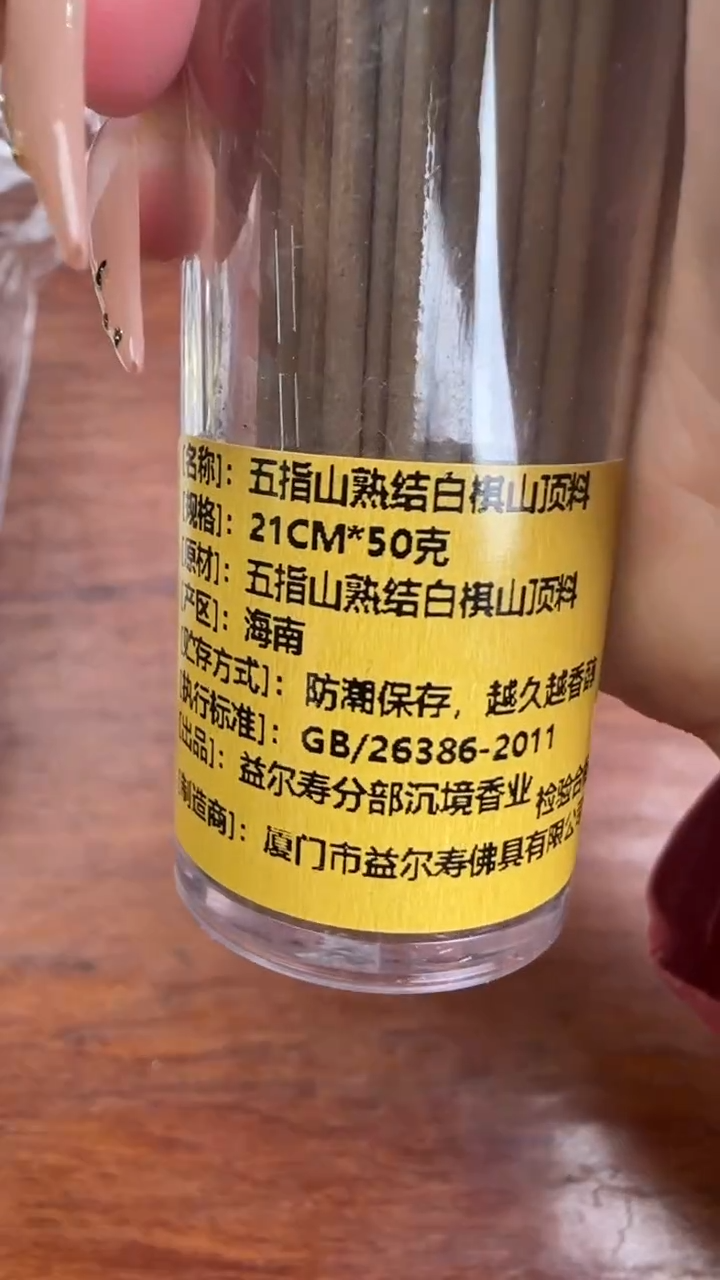 [名称]：五指山熟结白棋山顶料
[规格]：21CM*50克
[原材]：五指山熟结白棋山顶料
[产区]：海南
[贮存方式]：防潮保存，越久越香醇
[执行标准]：GB/26386-2011
[出品]：益尔寿分部沉境香业 检验合格
[制造商]：厦门市益尔寿佛具有限公司